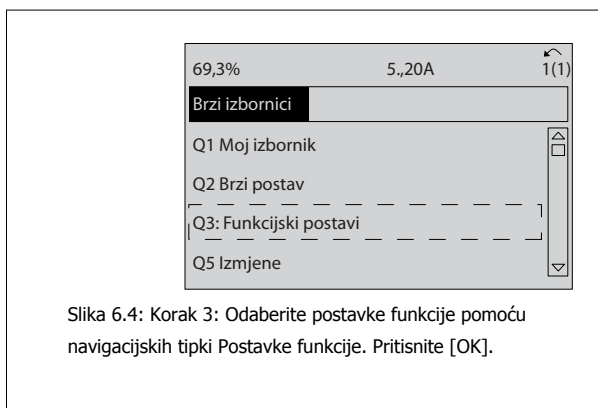 69,3% 5.,20A 1(1)
Brzi izbornici
Q1 Moj izbornik
Q2 Brzi postav
Q3: Funkcijski postavi
Q5 Izmjene
Slika 6.4: Korak 3: Odaberite postavke funkcije pomoću
navigacijskih tipki Postavke funkcije. Pritisnite [OK].